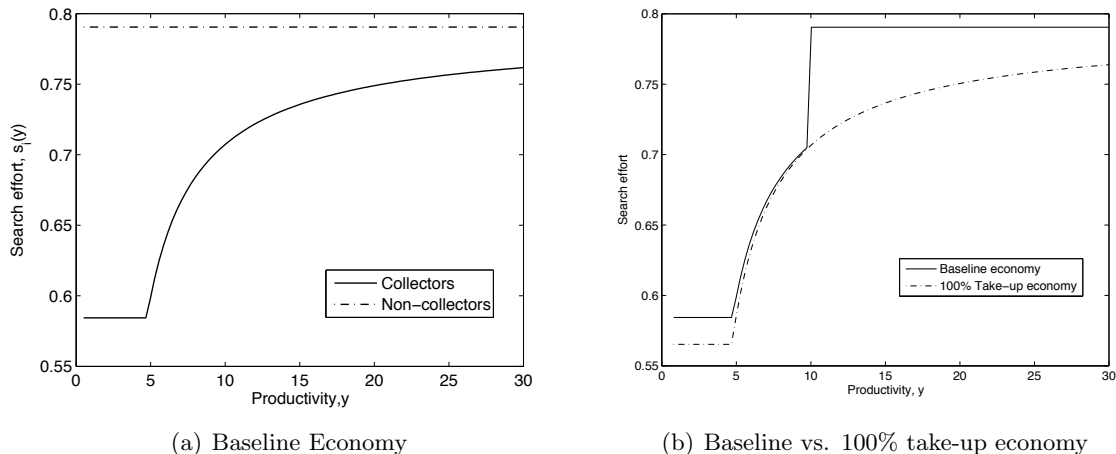 0.8
0.75
0.7
0.65
0.6
0.55
Search effort, s_i(y)
0 5 10 15 20 25 30
Productivity,y
Collectors
Non-collectors
(a) Baseline Economy
0.8
0.75
0.7
0.65
0.6
0.55
Search effort
0 5 10 15 20 25 30
Productivity, y
Baseline economy
100% Take-up economy
(b) Baseline vs. 100% take-up economy